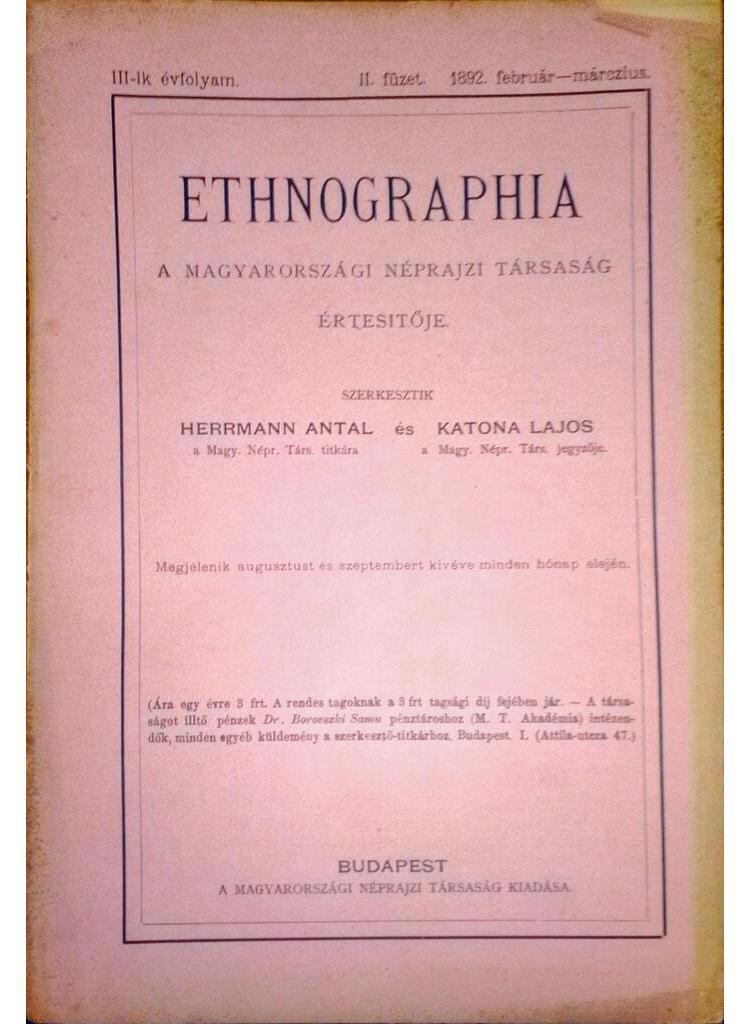 III-ik évfolyam. II. füzet. 1892. február—márczius.
ETHNOGRAPHIA
A MAGYARORSZÁGI NÉPRAJZI TÁRSASÁG
ÉRTESITŐJE.
SZERKESZTIK
HERRMANN ANTAL és KATONA LAJOS
a Magy. Népr. Társ. titkára a Magy. Népr. Társ. jegyzője.
Megjelenik augusztust és szeptembert kivéve minden hónap elején.
(Ára egy évre 3 frt. A rendes tagoknak a 3 frt tagsági díj fejében jár. — A társa-
ságot illtő pénzek Dr. Borovszki Samu pénztároshoz (M. T. Akadémia) intézen-
dők, minden egyéb küldemény a szerkesztő-titkárhoz, Budapest. I. (Attila-utcza 47.)
BUDAPEST
A MAGYARORSZÁGI NÉPRAJZI TÁRSASÁG KIADÁSA.